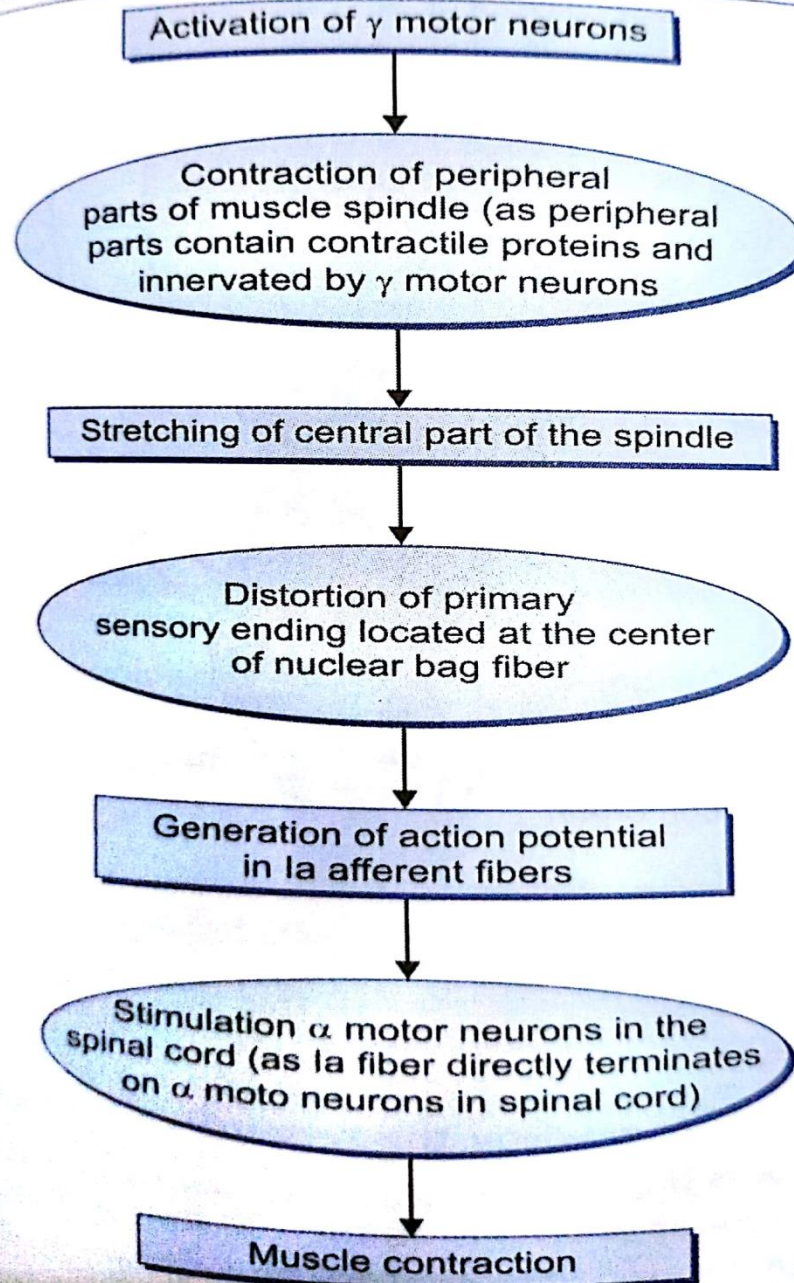 Activation of γ motor neurons
Contraction of peripheral
parts of muscle spindle (as peripheral
parts contain contractile proteins and
innervated by γ motor neurons
Stretching of central part of the spindle
Distortion of primary
sensory ending located at the center
of nuclear bag fiber
Generation of action potential
in Ia afferent fibers
Stimulation α motor neurons in the
spinal cord (as Ia fiber directly terminates
on α moto neurons in spinal cord)
Muscle contraction